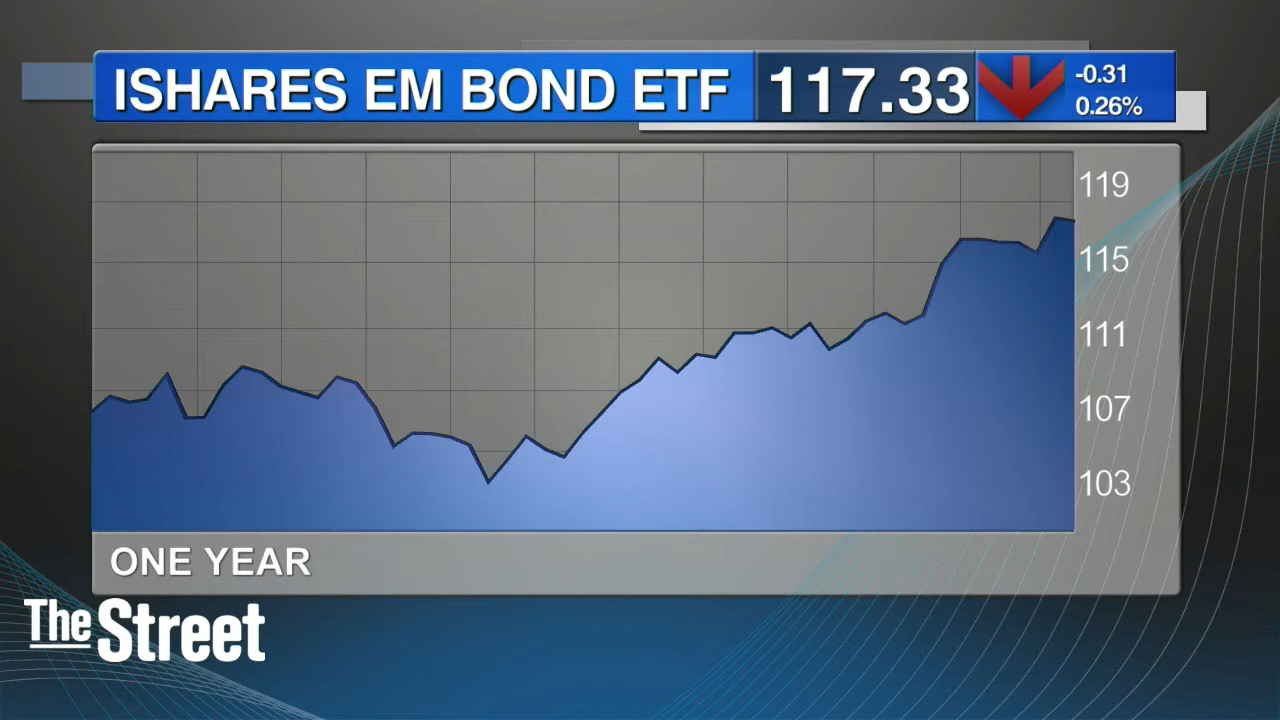 ISHARES EM BOND ETF 117.33 -0.31
0.26%
119
115
111
107
103
ONE YEAR
The Street